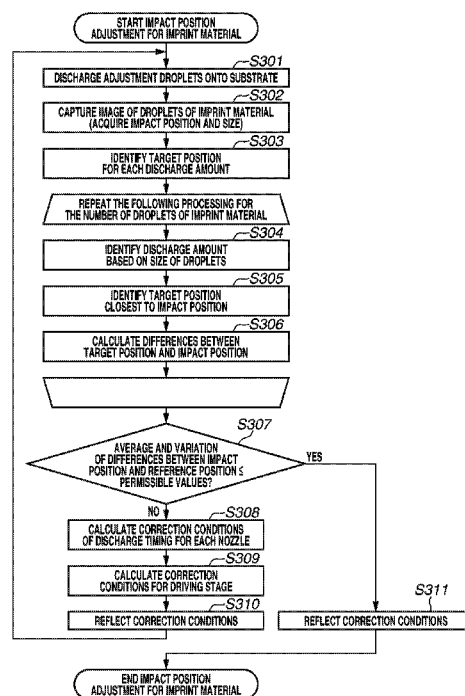 START IMPACT POSITION
ADJUSTMENT FOR IMPRINT MATERIAL
S301
DISCHARGE ADJUSTMENT DROPLETS ONTO SUBSTRATE
S302
CAPTURE IMAGE OF DROPLETS OF IMPRINT MATERIAL
(ACQUIRE IMPACT POSITION AND SIZE)
S303
IDENTIFY TARGET POSITION
FOR EACH DISCHARGE AMOUNT
REPEAT THE FOLLOWING PROCESSING FOR
THE NUMBER OF DROPLETS OF IMPRINT MATERIAL
S304
IDENTIFY DISCHARGE AMOUNT
BASED ON SIZE OF DROPLETS
S305
IDENTIFY TARGET POSITION
CLOSEST TO IMPACT POSITION
S306
CALCULATE DIFFERENCES BETWEEN
TARGET POSITION AND IMPACT POSITION
S307
AVERAGE AND VARIATION
OF DIFFERENCES BETWEEN IMPACT
POSITION AND REFERENCE POSITION ≤
PERMISSIBLE VALUES?
YES
NO
S308
CALCULATE CORRECTION CONDITIONS
OF DISCHARGE TIMING FOR EACH NOZZLE
S309
CALCULATE CORRECTION
CONDITIONS FOR DRIVING STAGE
S310
REFLECT CORRECTION CONDITIONS
S311
REFLECT CORRECTION CONDITIONS
END IMPACT POSITION
ADJUSTMENT FOR IMPRINT MATERIAL